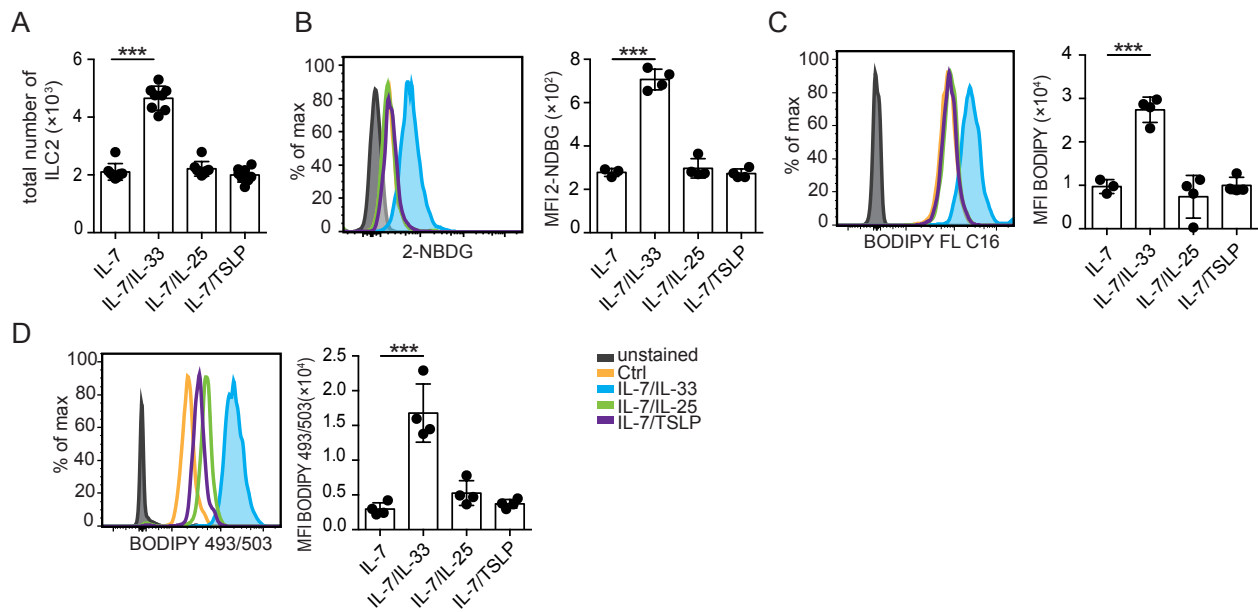 A
total number of
ILC2 (×10³)
6
4
2
0
***
IL-7
IL-7/IL-33
IL-7/IL-25
IL-7/TSLP
B
% of max
100
80
60
40
20
0
2-NBDG
MFI 2-NDBG (×10²)
8
6
4
2
0
***
IL-7
IL-7/IL-33
IL-7/IL-25
IL-7/TSLP
C
% of max
100
80
60
40
20
0
BODIPY FL C16
MFI BODIPY (×10⁴)
4
3
2
1
0
***
IL-7
IL-7/IL-33
IL-7/IL-25
IL-7/TSLP
D
% of max
100
80
60
40
20
0
BODIPY 493/503
MFI BODIPY 493/503(×10⁴)
2.5
2.0
1.5
1.0
0.5
0.0
***
IL-7
IL-7/IL-33
IL-7/IL-25
IL-7/TSLP
unstained
Ctrl
IL-7/IL-33
IL-7/IL-25
IL-7/TSLP